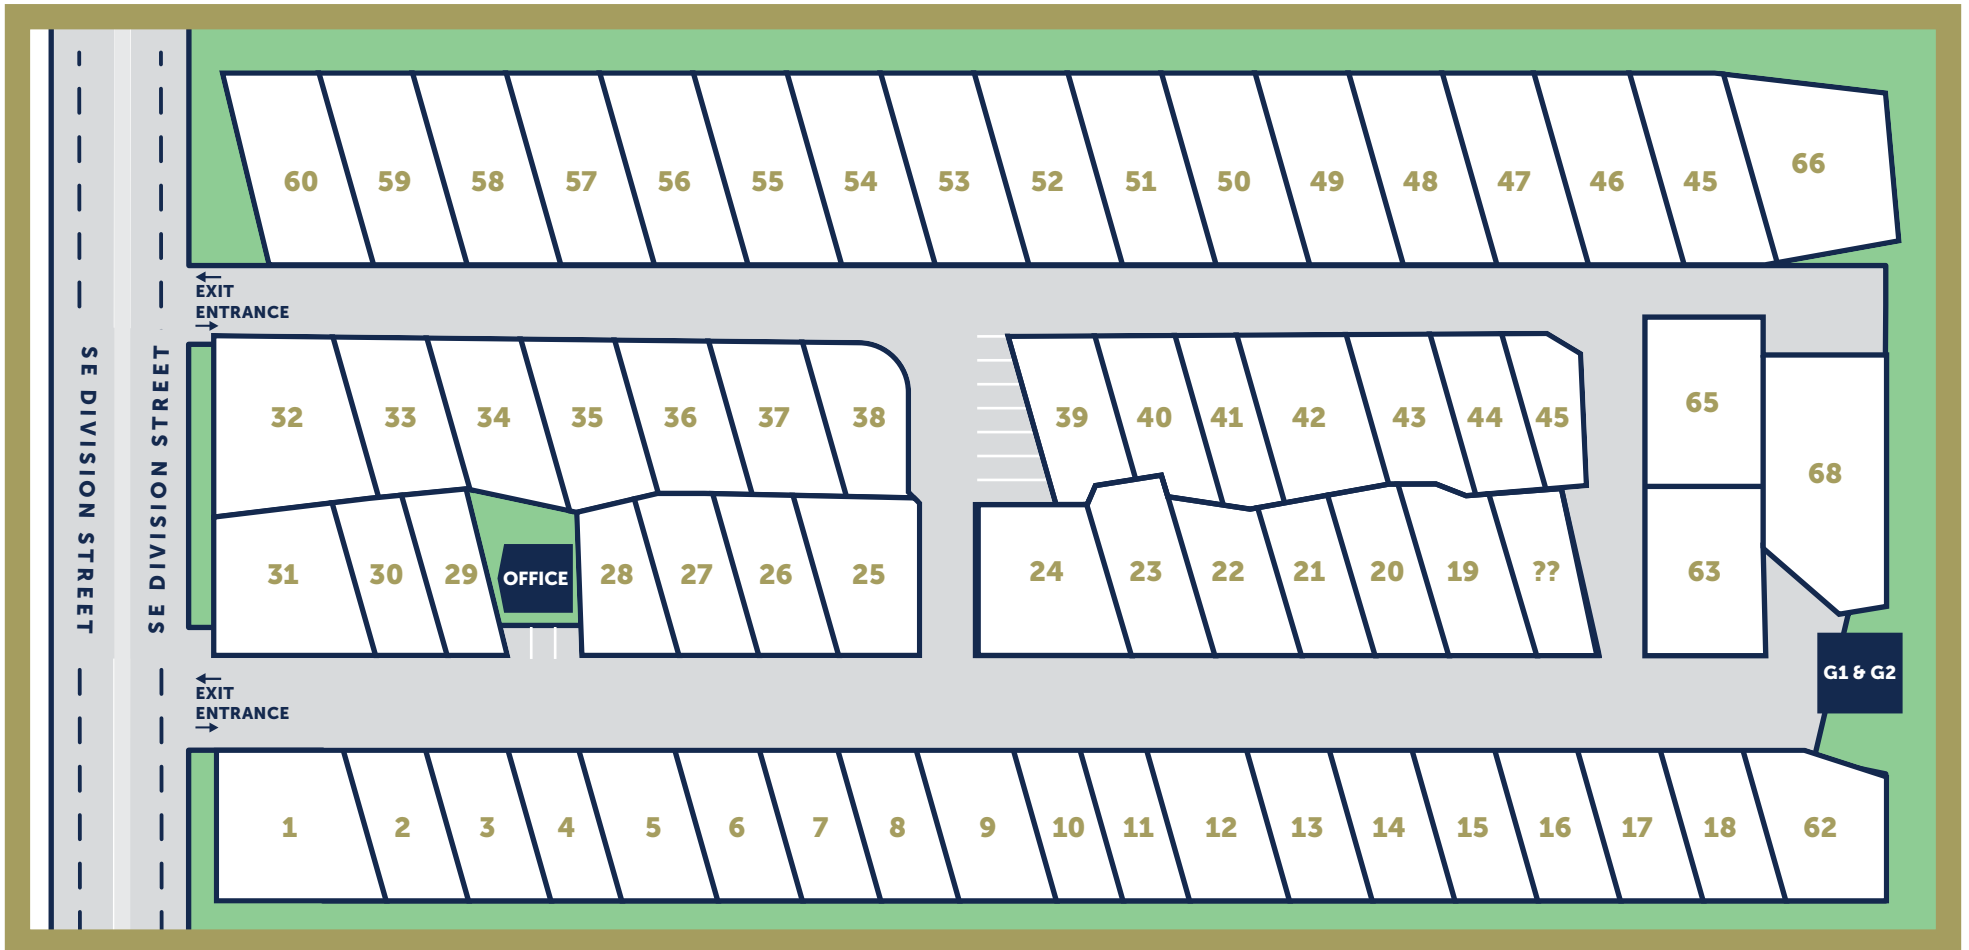 60 59 58 57 56 55 54 53 52 51 50 49 48 47 46 45 66
EXIT
ENTRANCE
SE DIVISION STREET
SE DIVISION STREET
32 33 34 35 36 37 38 39 40 41 42 43 44 45 65
68
31 30 29 OFFICE 28 27 26 25 24 23 22 21 20 19 ?? 63
G1 & G2
EXIT
ENTRANCE
1 2 3 4 5 6 7 8 9 10 11 12 13 14 15 16 17 18 62